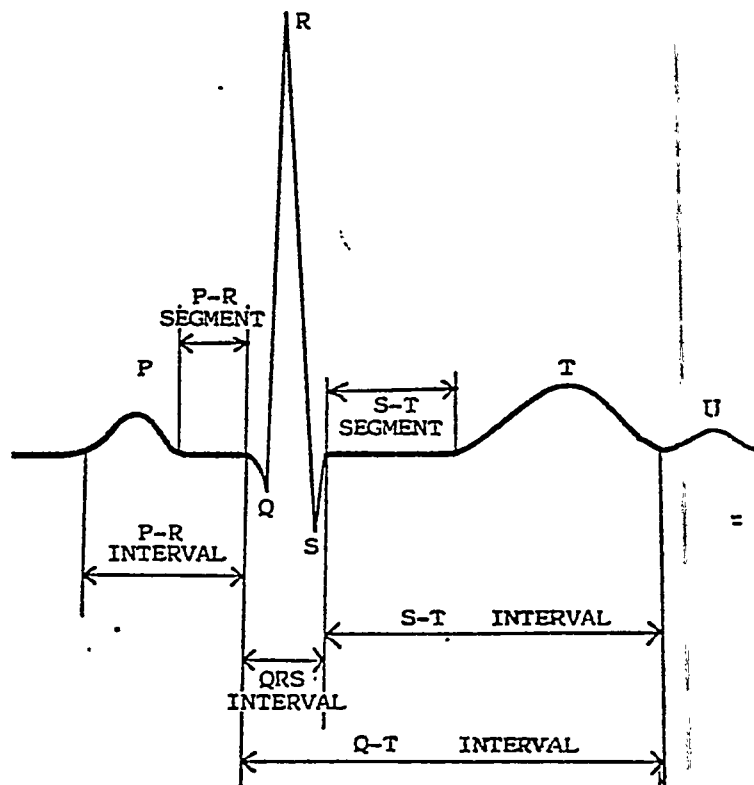 R
P-R
SEGMENT
P
T
S-T
SEGMENT
U
Q
S
P-R
INTERVAL
S-T INTERVAL
QRS
INTERVAL
Q-T INTERVAL